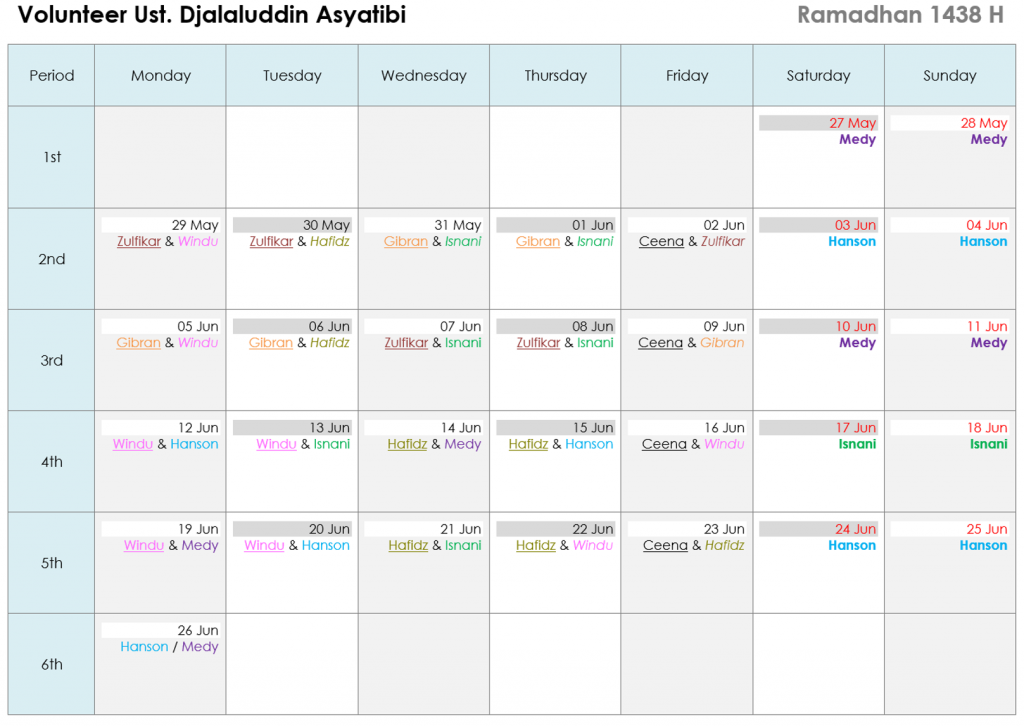 Volunteer Ust. Djalaluddin Asyatibi
Ramadhan 1438 H
Period Monday Tuesday Wednesday Thursday Friday Saturday Sunday
1st
27 May 28 May
Medy Medy
2nd
29 May 30 May 31 May 01 Jun 02 Jun 03 Jun 04 Jun
Zulfikar & Windu Zulfikar & Hafidz Gibran & Isnani Gibran & Isnani Ceena & Zulfikar Hanson Hanson
3rd
05 Jun 06 Jun 07 Jun 08 Jun 09 Jun 10 Jun 11 Jun
Gibran & Windu Gibran & Hafidz Zulfikar & Isnani Zulfikar & Isnani Ceena & Gibran Medy Medy
4th
12 Jun 13 Jun 14 Jun 15 Jun 16 Jun 17 Jun 18 Jun
Windu & Hanson Windu & Isnani Hafidz & Medy Hafidz & Hanson Ceena & Windu Isnani Isnani
5th
19 Jun 20 Jun 21 Jun 22 Jun 23 Jun 24 Jun 25 Jun
Windu & Medy Windu & Hanson Hafidz & Isnani Hafidz & Windu Ceena & Hafidz Hanson Hanson
6th
26 Jun
Hanson / Medy